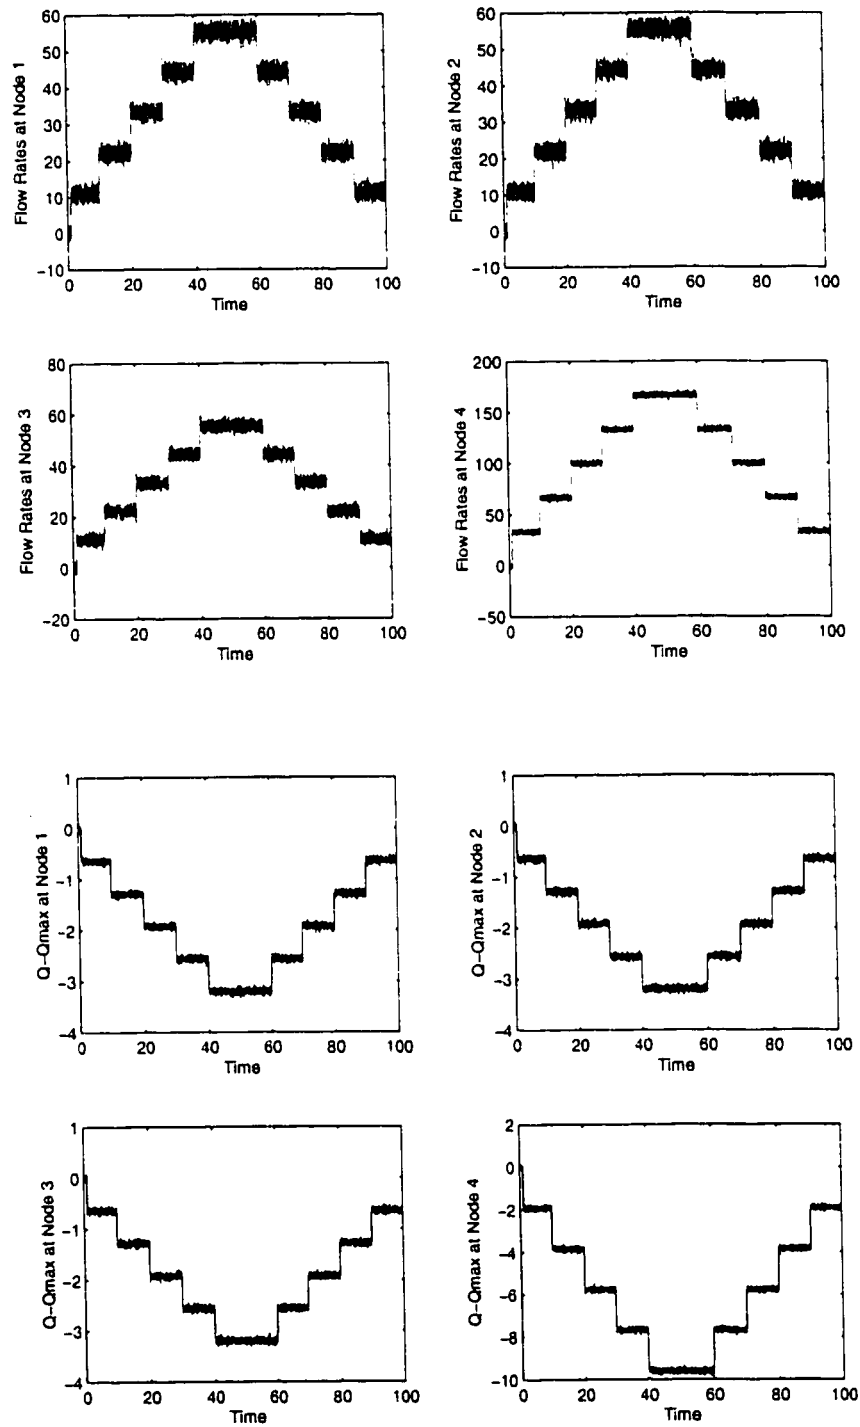 60
50
40
30
20
10
0
−10
Flow Rates at Node 1
0 20 40 60 80 100
Time
60
50
40
30
20
10
0
−10
Flow Rates at Node 2
0 20 40 60 80 100
Time
80
60
40
20
0
−20
Flow Rates at Node 3
0 20 40 60 80 100
Time
200
150
100
50
0
−50
Flow Rates at Node 4
0 20 40 60 80 100
Time
1
0
−1
−2
−3
−4
Q−Qmax at Node 1
0 20 40 60 80 100
Time
1
0
−1
−2
−3
−4
Q−Qmax at Node 2
0 20 40 60 80 100
Time
1
0
−1
−2
−3
−4
Q−Qmax at Node 3
0 20 40 60 80 100
Time
2
0
−2
−4
−6
−8
−10
Q−Qmax at Node 4
0 20 40 60 80 100
Time